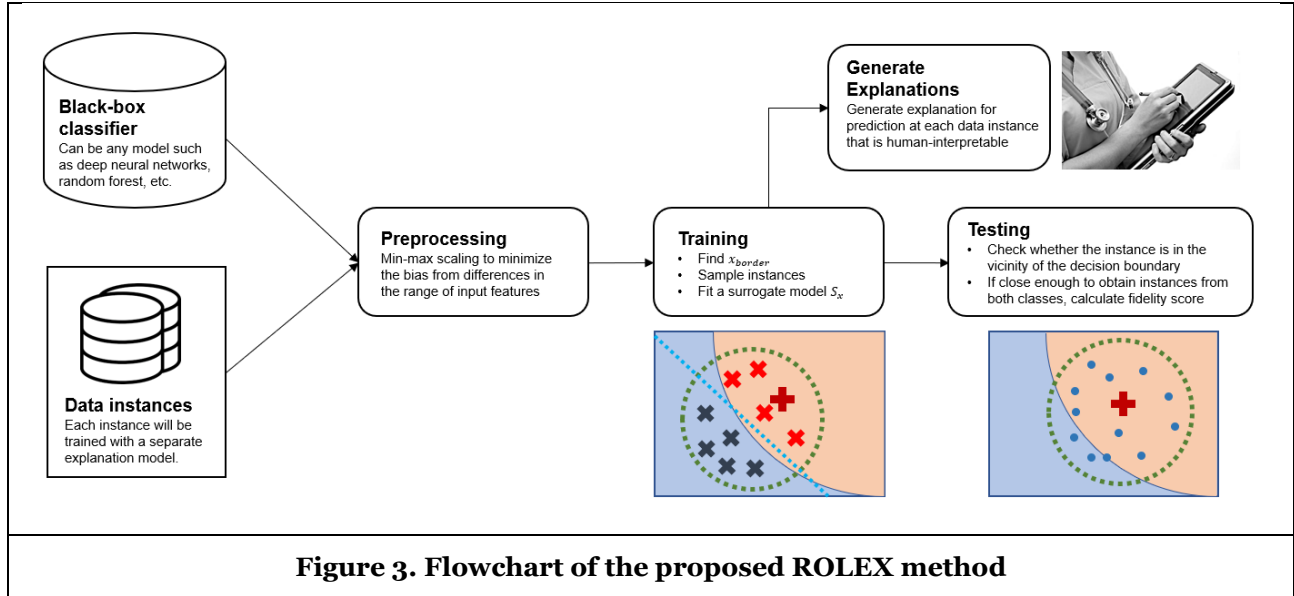 Black-box
classifier
Can be any model such
as deep neural networks,
random forest, etc.
Data instances
Each instance will be
trained with a separate
explanation model.
Preprocessing
Min-max scaling to minimize
the bias from differences in
the range of input features
Training
• Find x_border
• Sample instances
• Fit a surrogate model S_x
Generate
Explanations
Generate explanation for
prediction at each data instance
that is human-interpretable
Testing
• Check whether the instance is in the
vicinity of the decision boundary
• If close enough to obtain instances from
both classes, calculate fidelity score
Figure 3. Flowchart of the proposed ROLEX method